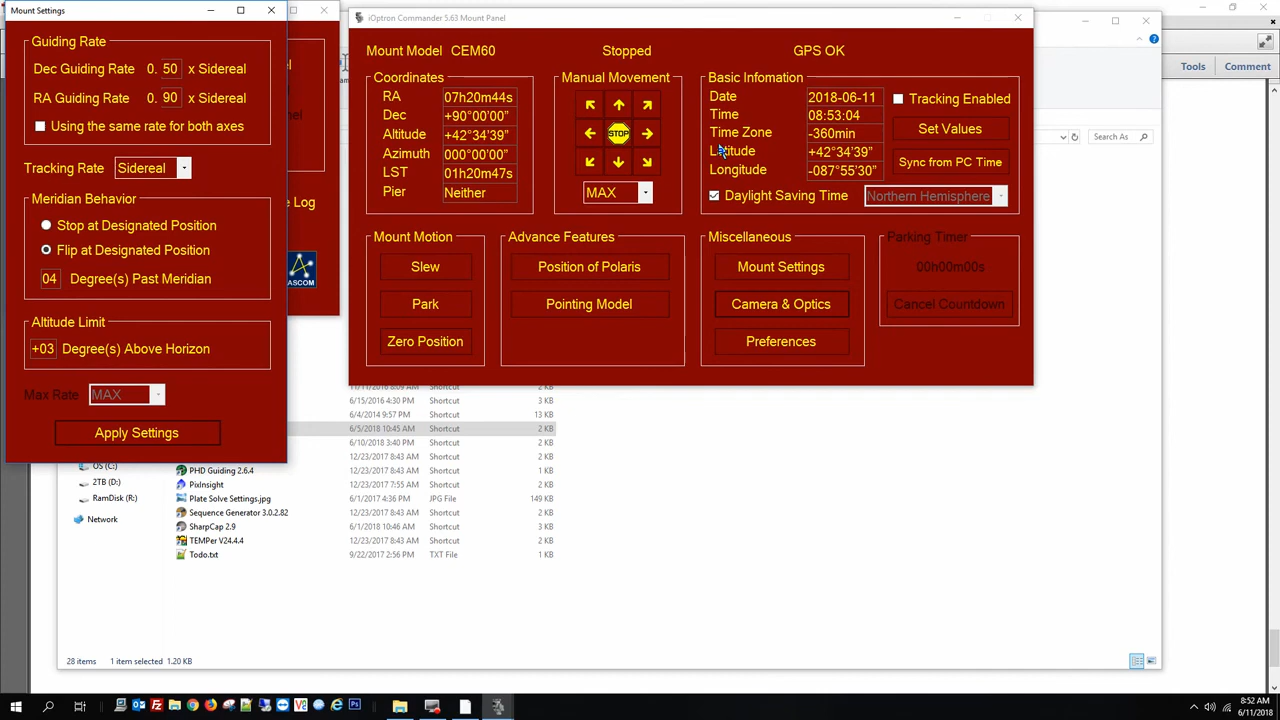 Mount Settings
Guiding Rate
Dec Guiding Rate 0. 50 x Sidereal
RA Guiding Rate 0. 90 x Sidereal
Using the same rate for both axes
Tracking Rate Sidereal
Meridian Behavior
Stop at Designated Position
Flip at Designated Position
04 Degree(s) Past Meridian
Altitude Limit
+03 Degree(s) Above Horizon
Max Rate MAX
Apply Settings
e Log
ASCOM
iOptron Commander 5.63 Mount Panel
Mount Model CEM60
Stopped
GPS OK
Coordinates
RA 07h20m44s
Dec +90°00'00"
Altitude +42°34'39"
Azimuth 000°00'00"
LST 01h20m47s
Pier Neither
Manual Movement
STOP
MAX
Basic Infomation
Date 2018-06-11
Time 08:53:04
Time Zone -360min
Latitude +42°34'39"
Longitude -087°55'30"
Tracking Enabled
Set Values
Sync from PC Time
Daylight Saving Time
Northern Hemisphere
Mount Motion
Slew
Park
Zero Position
Advance Features
Position of Polaris
Pointing Model
Miscellaneous
Mount Settings
Camera & Optics
Preferences
Parking Timer
00h00m00s
Cancel Countdown
Tools
Comment
Search As
11/11/2016 8:09 AM Shortcut 2 KB
6/15/2016 4:30 PM Shortcut 3 KB
6/4/2014 9:57 PM Shortcut 13 KB
6/5/2018 10:45 AM Shortcut 2 KB
6/10/2018 3:40 PM Shortcut 2 KB
12/23/2017 8:43 AM Shortcut 2 KB
OS (C:)
PHD Guiding 2.6.4 12/23/2017 8:43 AM Shortcut 1 KB
2TB (D:)
PixInsight 12/23/2017 7:55 AM Shortcut 2 KB
RamDisk (R:)
Plate Solve Settings.jpg 6/1/2017 4:36 PM JPG File 149 KB
Network
Sequence Generator 3.0.2.82 12/23/2017 8:43 AM Shortcut 2 KB
SharpCap 2.9 6/1/2018 10:46 AM Shortcut 3 KB
TEMPer V24.4.4 12/23/2017 8:43 AM Shortcut 2 KB
Todo.txt 9/22/2017 2:56 PM TXT File 1 KB
28 items 1 item selected 1.20 KB
8:52 AM
6/11/2018